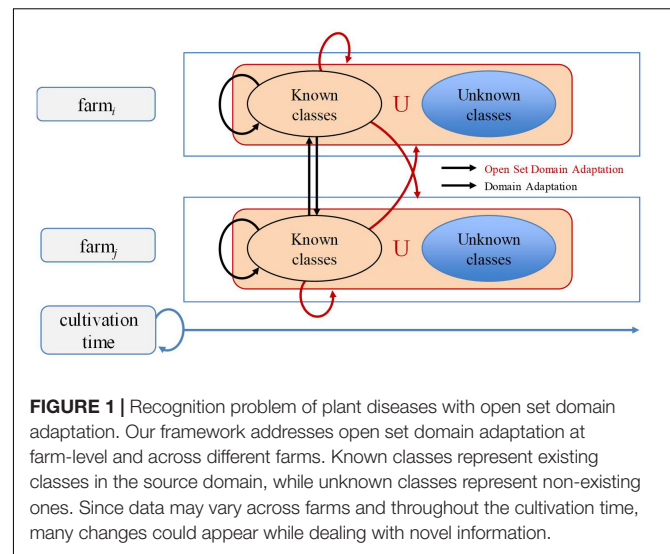 farmᵢ
Known
classes
U
Unknown
classes
Open Set Domain Adaptation
Domain Adaptation
farmⱼ
Known
classes
U
Unknown
classes
cultivation
time
FIGURE 1 | Recognition problem of plant diseases with open set domain
adaptation. Our framework addresses open set domain adaptation at
farm-level and across different farms. Known classes represent existing
classes in the source domain, while unknown classes represent non-existing
ones. Since data may vary across farms and throughout the cultivation time,
many changes could appear while dealing with novel information.